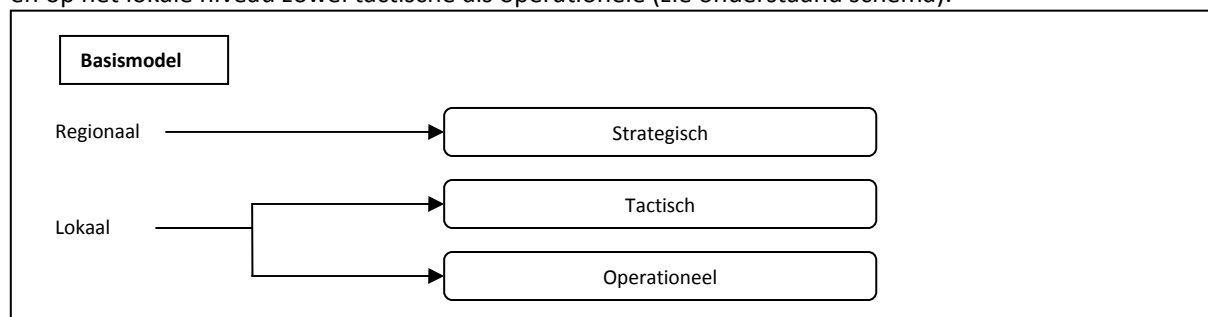 en op het lokale niveau zowel tactische als operationele (zie onderstaand schema).
Basismodel
Regionaal
Strategisch
Tactisch
Lokaal
Operationeel